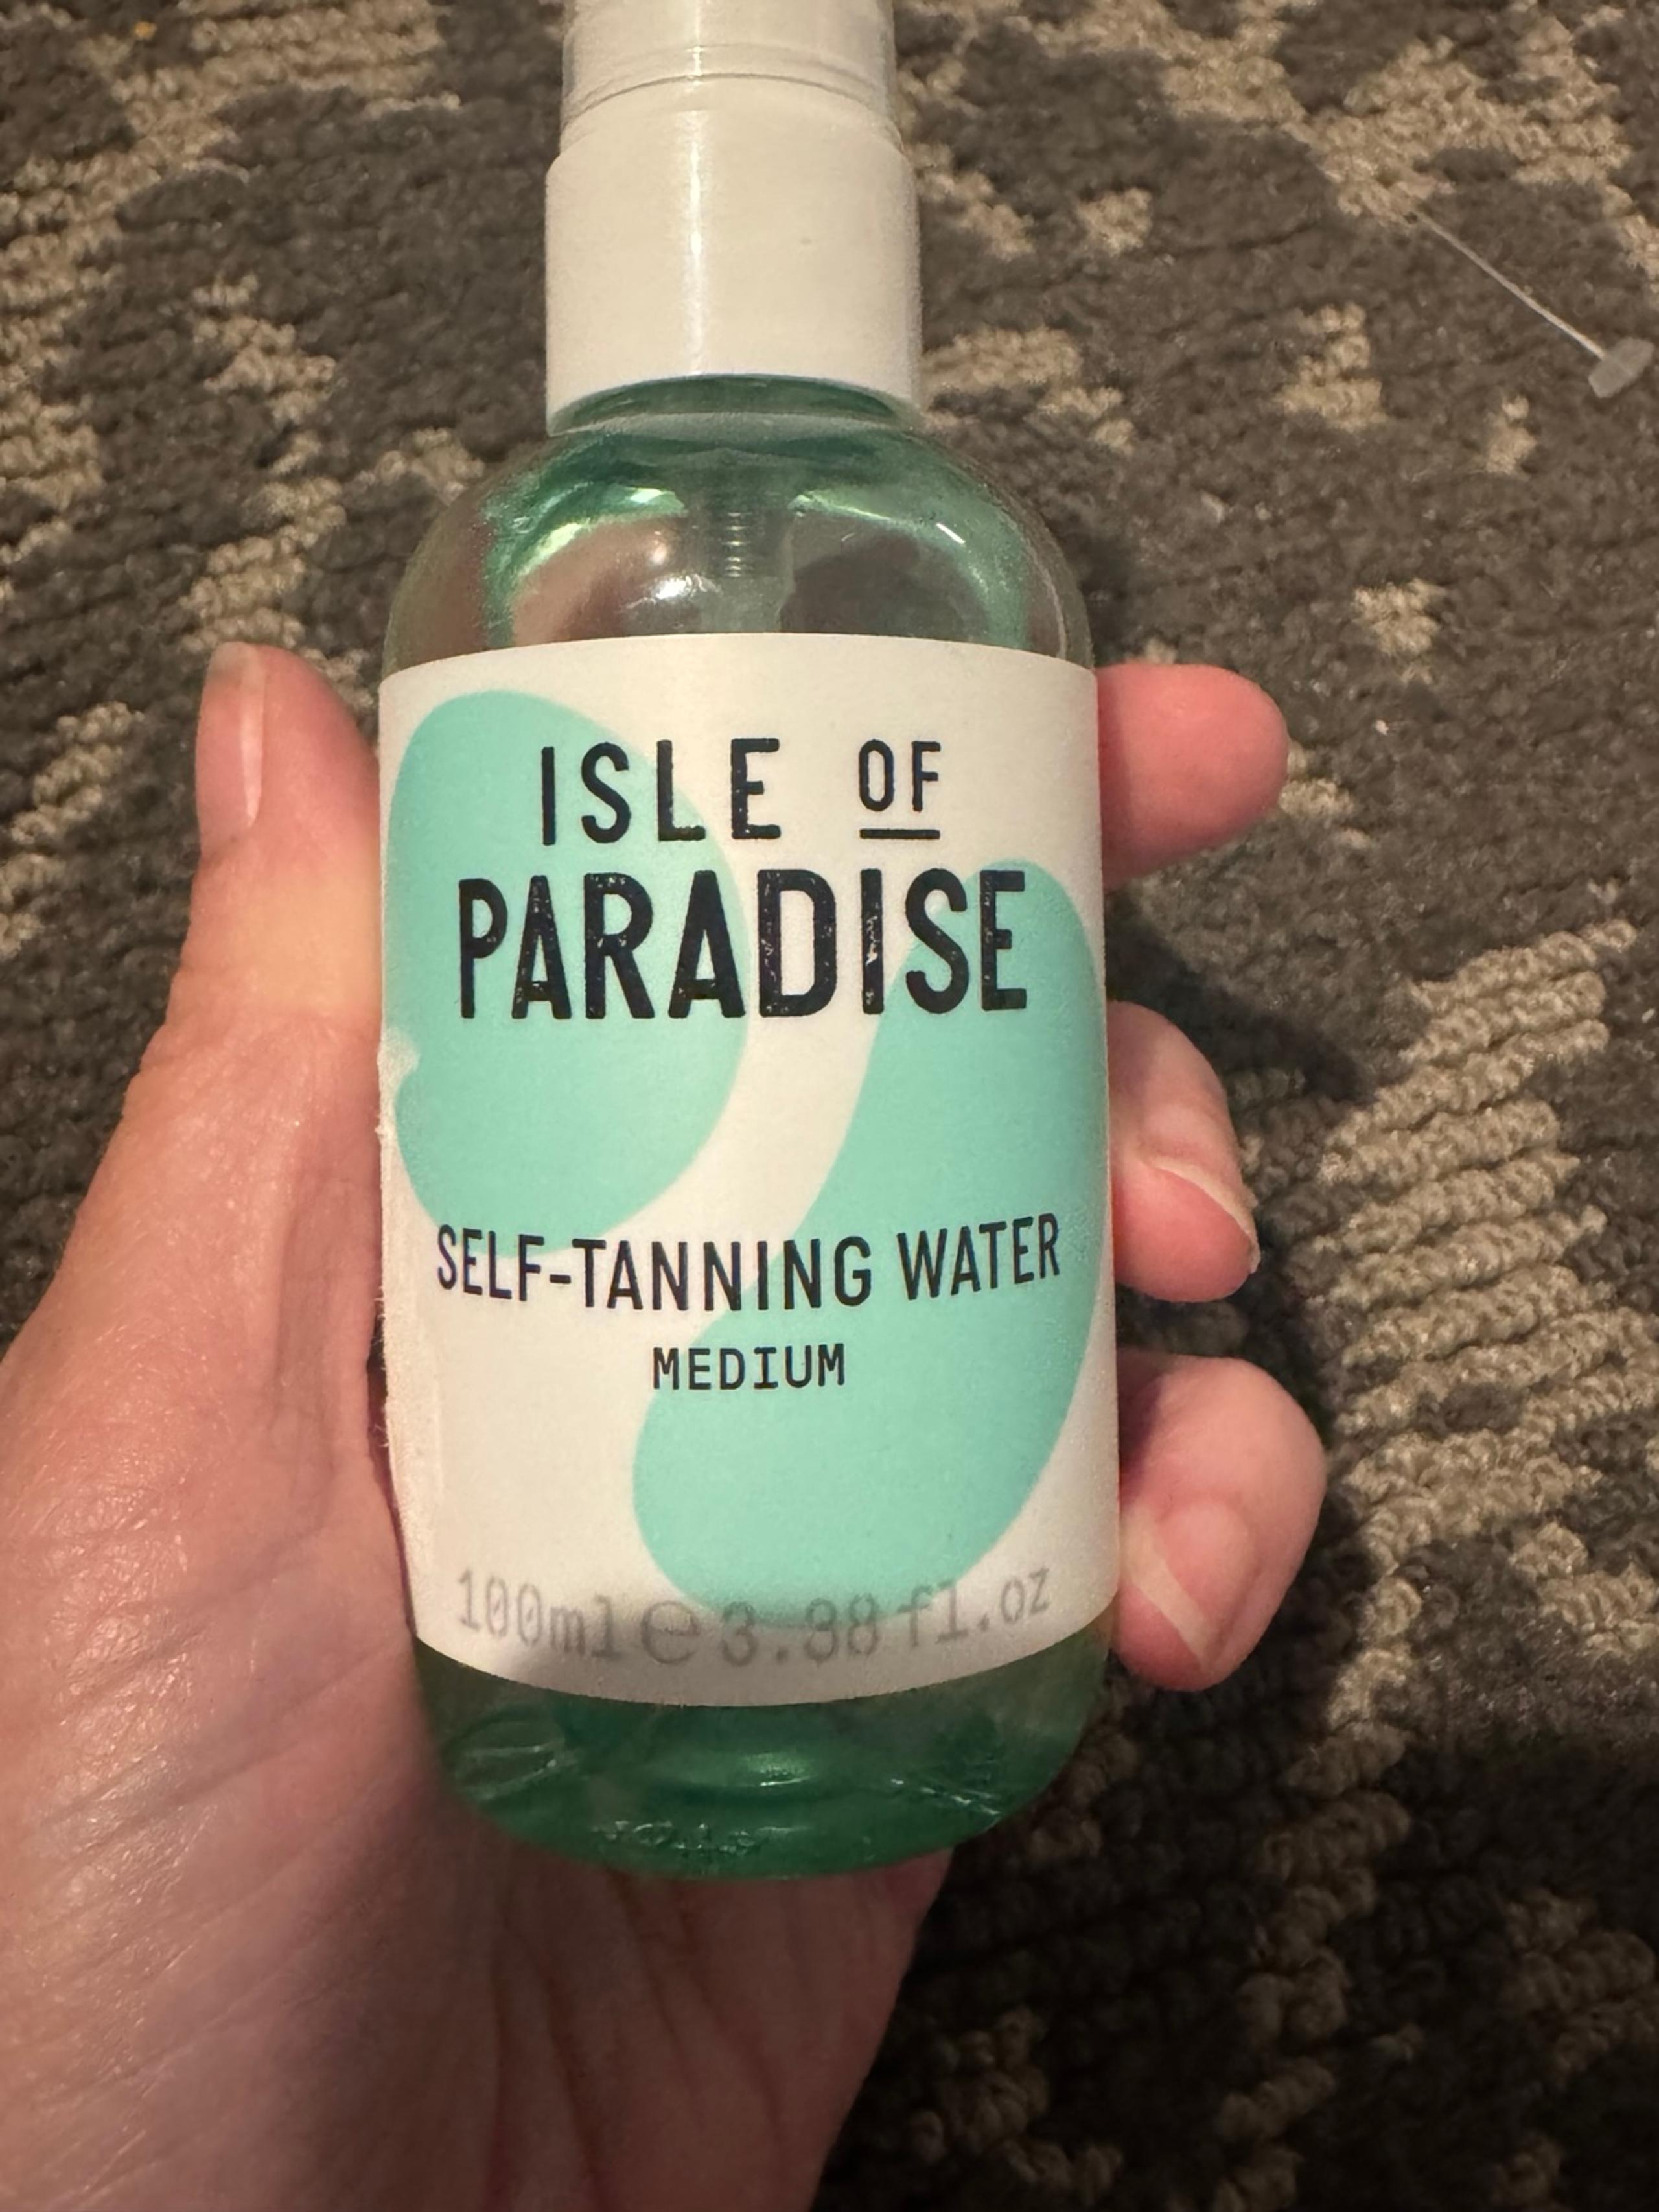 ISLE OF
PARADISE
SELF-TANNING WATER
MEDIUM
100ml e 3.38 fl.oz